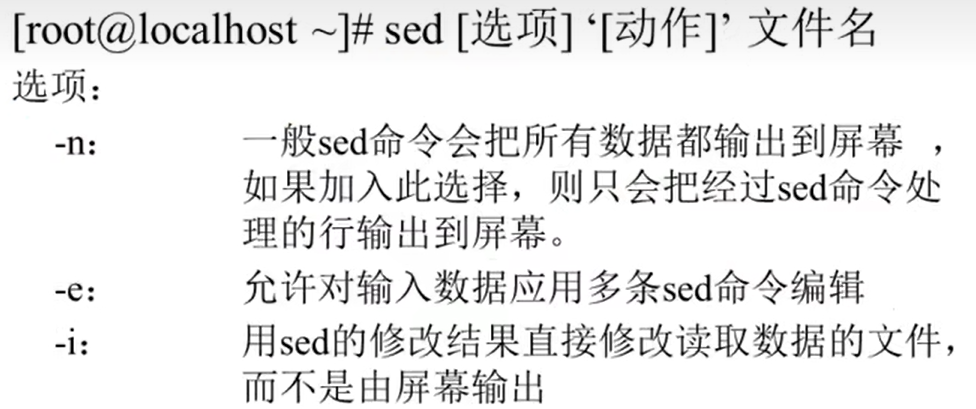 [root@localhost ~]# sed [选项] ‘[动作]’ 文件名
选项：
-n： 一般sed命令会把所有数据都输出到屏幕 ，
如果加入此选择，则只会把经过sed命令处
理的行输出到屏幕。
-e： 允许对输入数据应用多条sed命令编辑
-i： 用sed的修改结果直接修改读取数据的文件，
而不是由屏幕输出